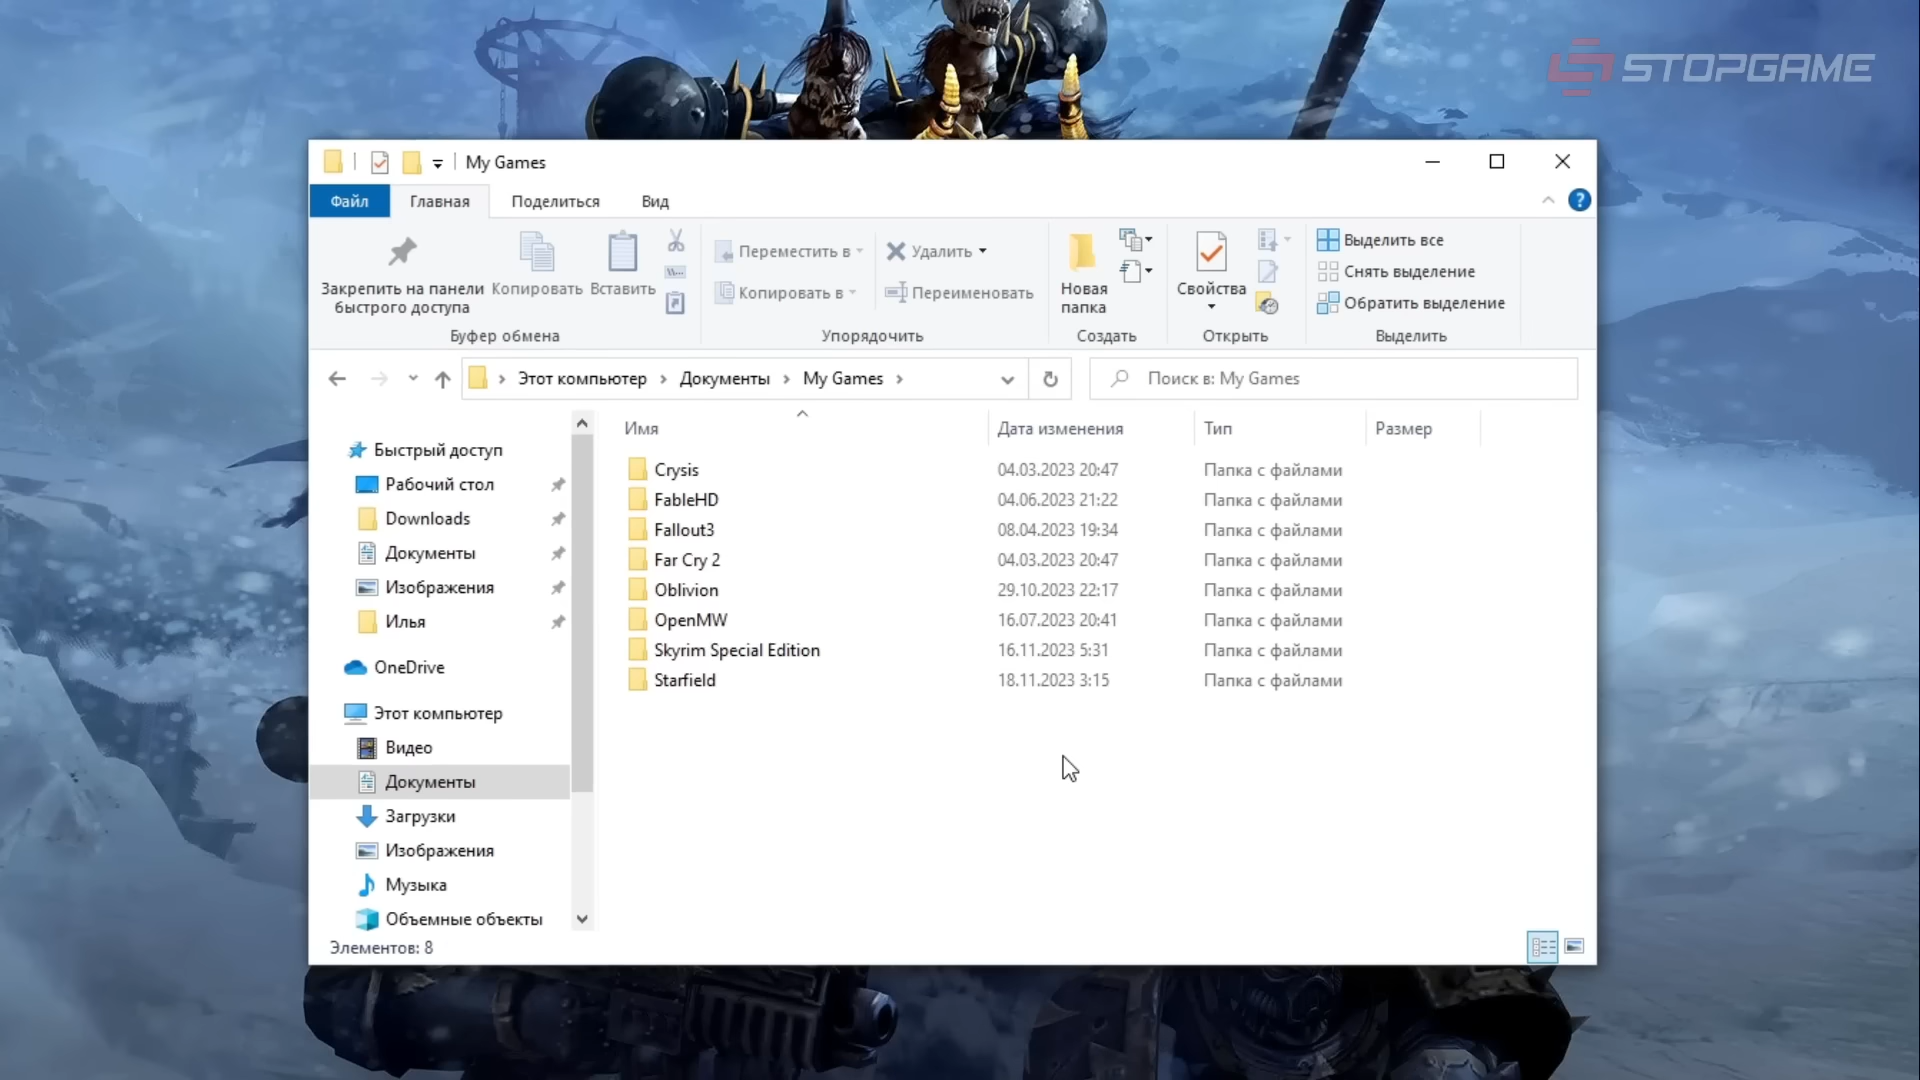 STOPGAME
My Games
Файл Главная Поделиться Вид
Закрепить на панели быстрого доступа
Копировать
Вставить
Буфер обмена
Переместить в
Копировать в
Удалить
Переименовать
Упорядочить
Новая папка
Создать
Свойства
Открыть
Выделить все
Снять выделение
Обратить выделение
Выделить
Этот компьютер › Документы › My Games ›
Поиск в: My Games
Быстрый доступ
Рабочий стол
Downloads
Документы
Изображения
Илья
OneDrive
Этот компьютер
Видео
Документы
Загрузки
Изображения
Музыка
Объемные объекты
Имя Дата изменения Тип Размер
Crysis 04.03.2023 20:47 Папка с файлами
FableHD 04.06.2023 21:22 Папка с файлами
Fallout3 08.04.2023 19:34 Папка с файлами
Far Cry 2 04.03.2023 20:47 Папка с файлами
Oblivion 29.10.2023 22:17 Папка с файлами
OpenMW 16.07.2023 20:41 Папка с файлами
Skyrim Special Edition 16.11.2023 5:31 Папка с файлами
Starfield 18.11.2023 3:15 Папка с файлами
Элементов: 8